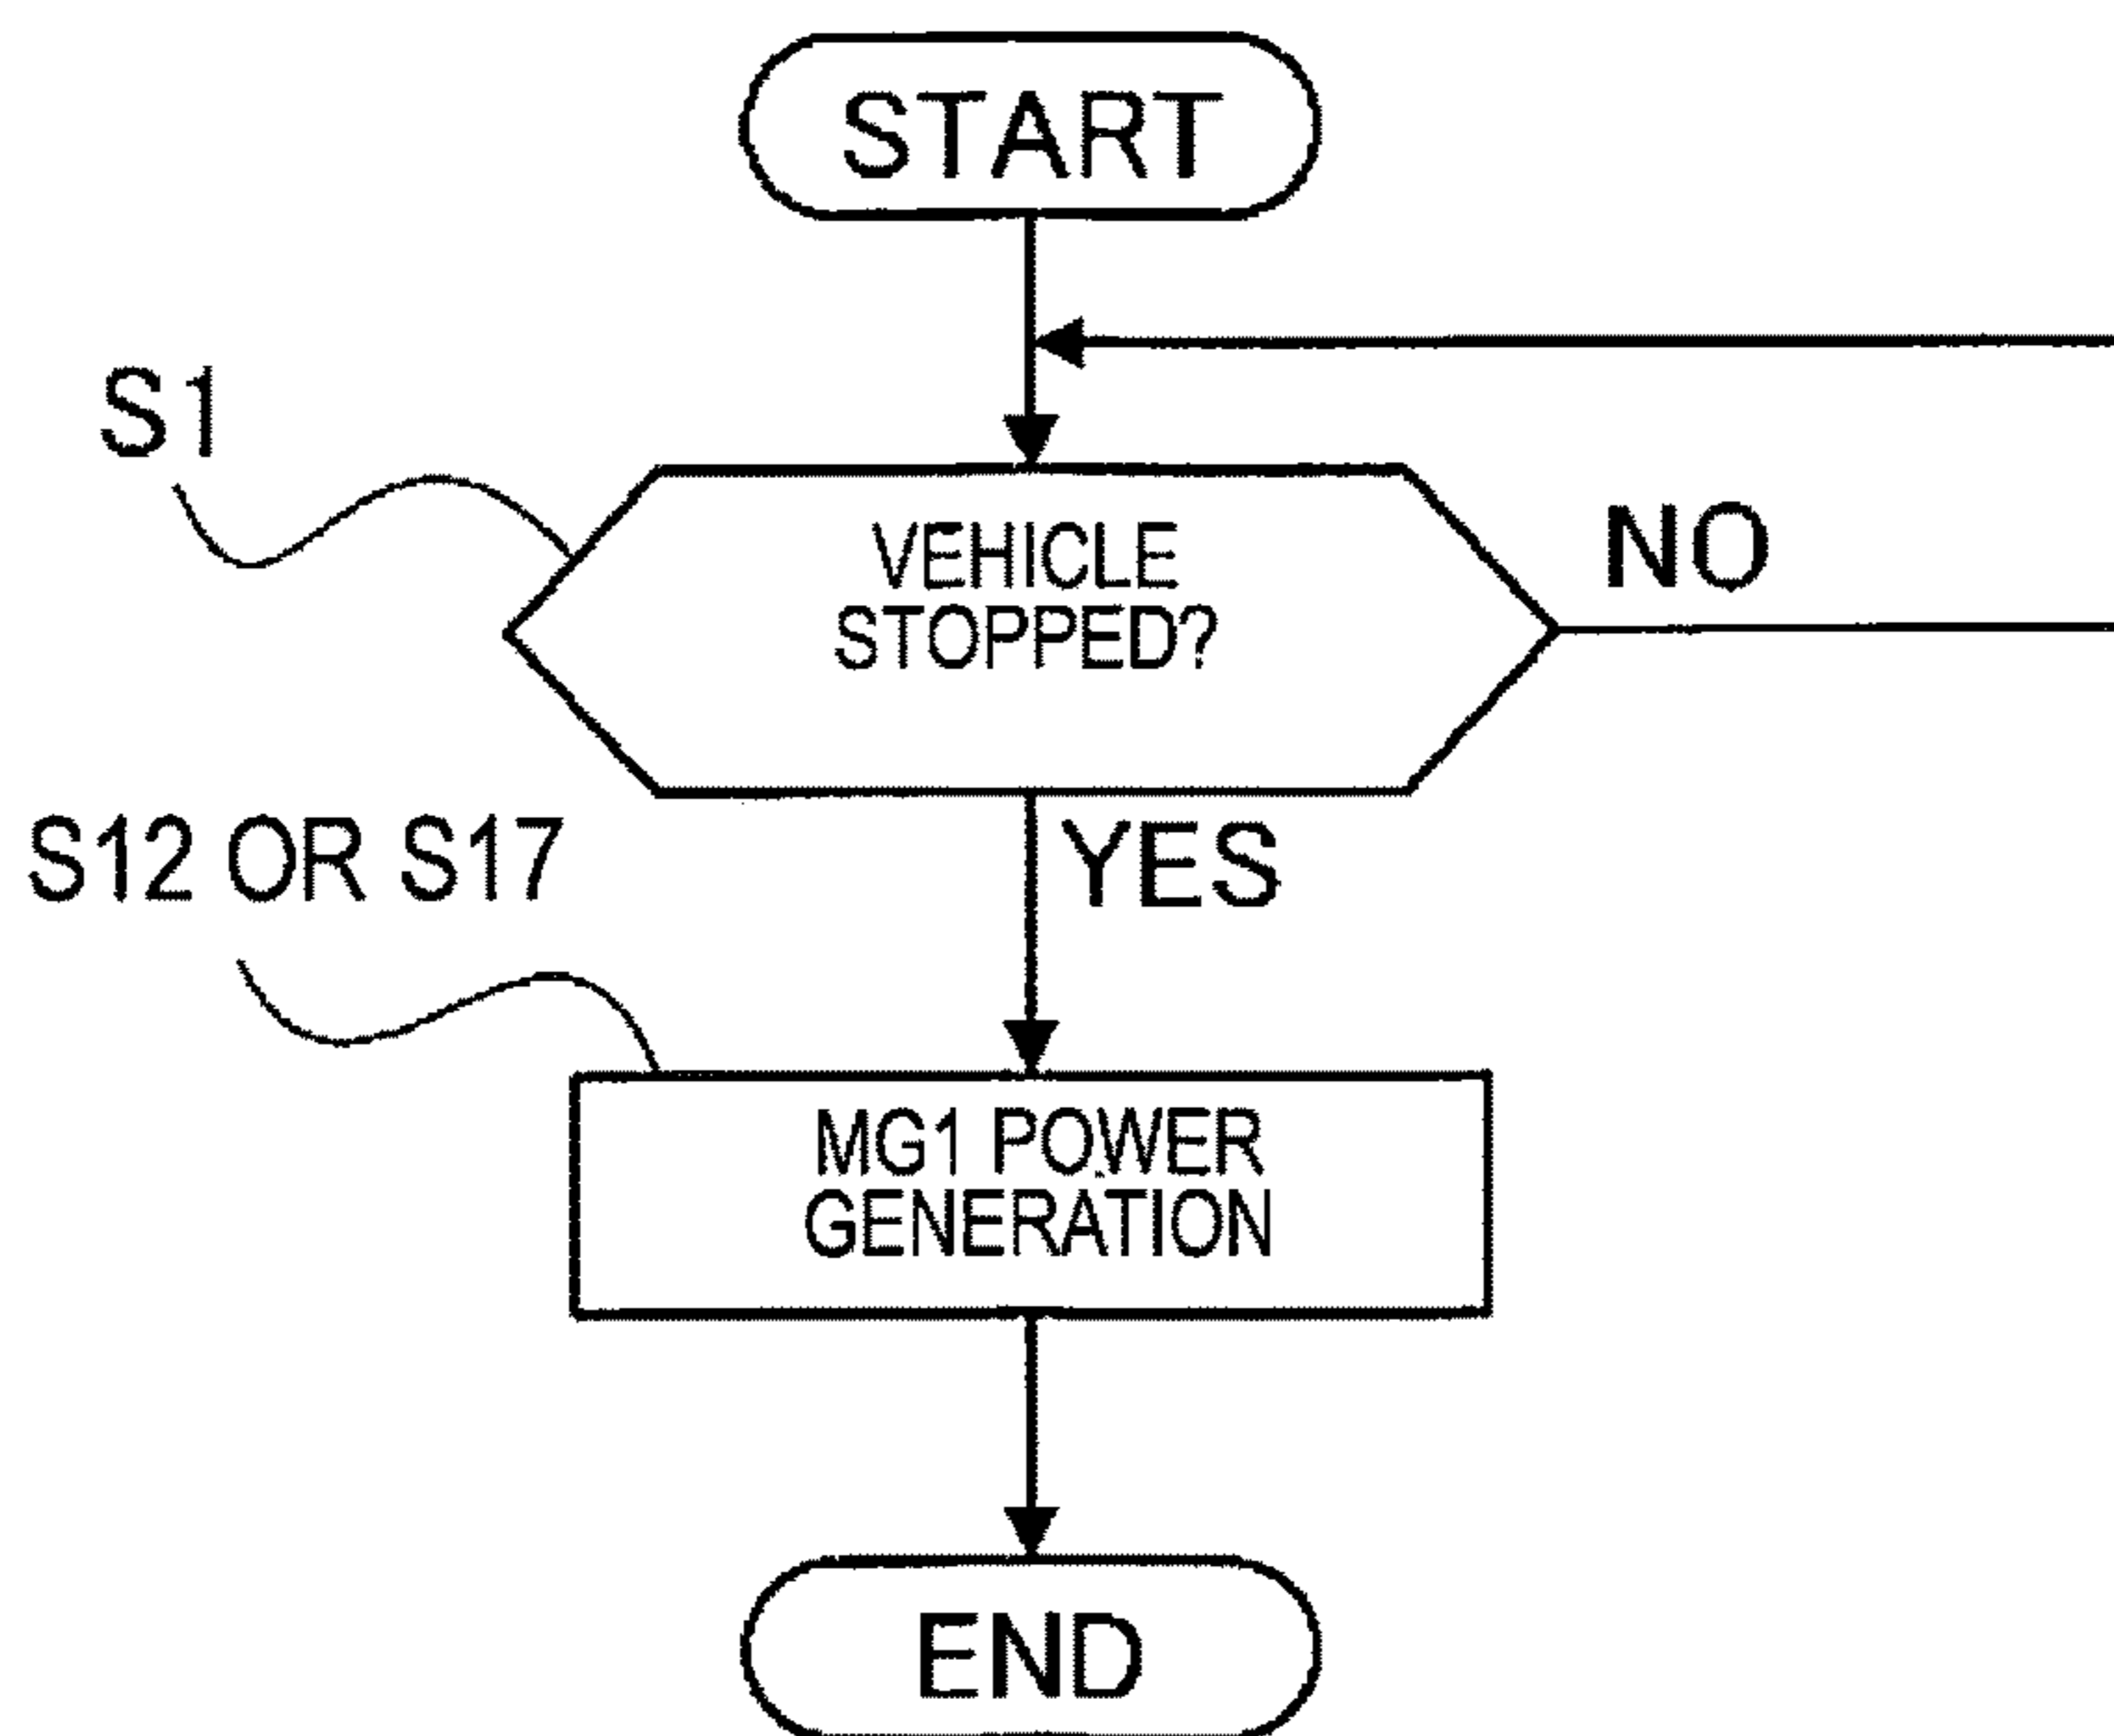 START
S1
VEHICLE
STOPPED?
NO
S12 OR S17
YES
MG1 POWER
GENERATION
END